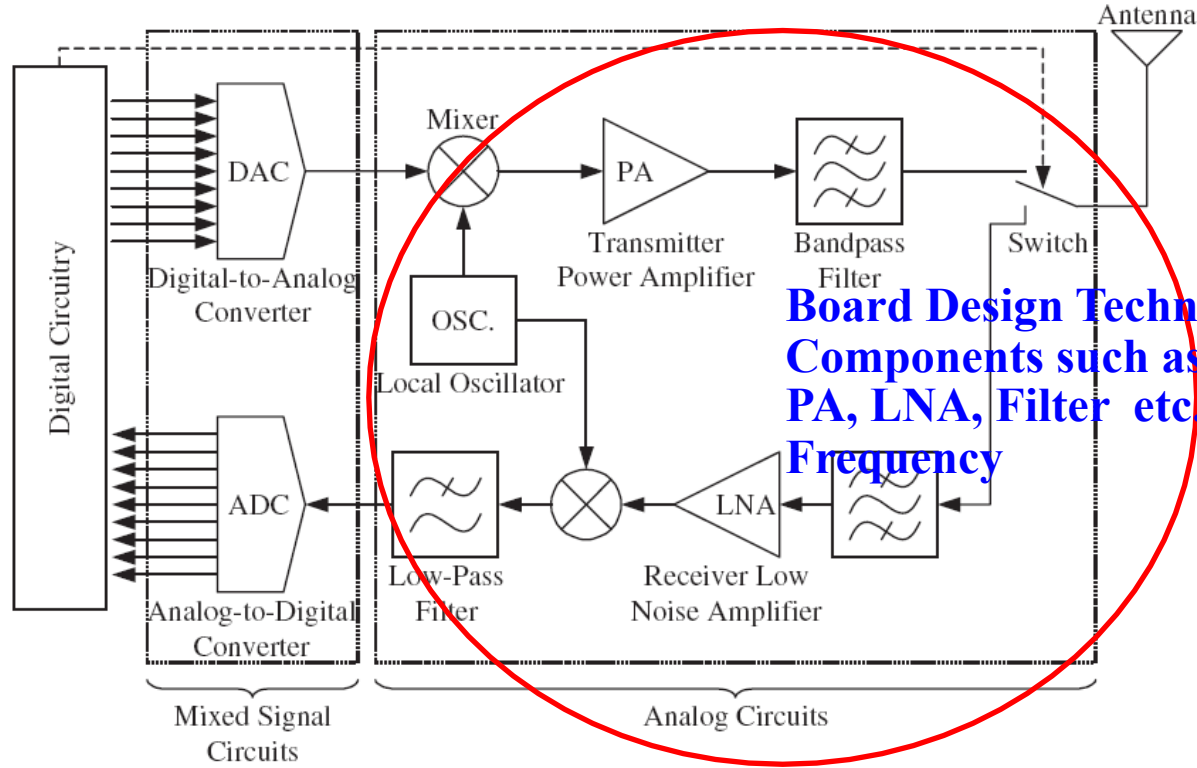 Antenna
Mixer
DAC
PA
Digital Circuitry
Digital-to-Analog
Converter
Transmitter
Power Amplifier
Bandpass
Filter
Switch
OSC.
Local Oscillator
Board Design Techn
Components such as
PA, LNA, Filter etc.
Frequency
ADC
LNA
Analog-to-Digital
Converter
Low-Pass
Filter
Receiver Low
Noise Amplifier
Mixed Signal
Circuits
Analog Circuits